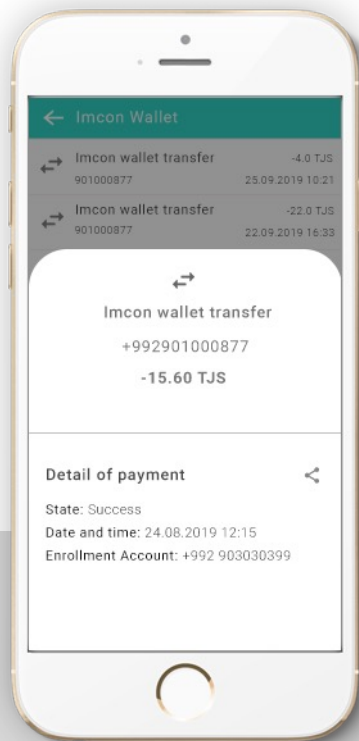 Imcon Wallet
Imcon wallet transfer -4.0 TJS
901000877 25.09.2019 10:21
Imcon wallet transfer -22.0 TJS
901000877 22.09.2019 16:33
Imcon wallet transfer
+992901000877
-15.60 TJS
Detail of payment
State: Success
Date and time: 24.08.2019 12:15
Enrollment Account: +992 903030399